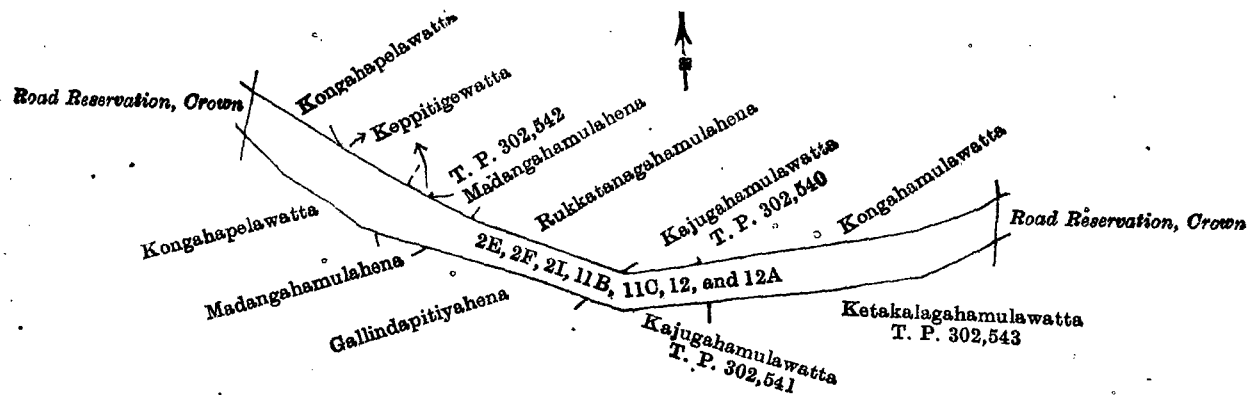 Road Reservation, Crown
Kongahapelawatta
Keppitigewatta
T. P. 302,542
Madangahamulahena
Rukkatanagahamulahena
Kajugahamulawatta
T. P. 302,540
Kongahamulawatta
Road Reservation, Crown
2E, 2F, 2I, 11B, 11C, 12, and 12A
Kongahapelawatta
Madangahamulahena
Gallindapitiyahena
Kajugahamulawatta
T. P. 302,541
Ketakalagahamulawatta
T. P. 302,543